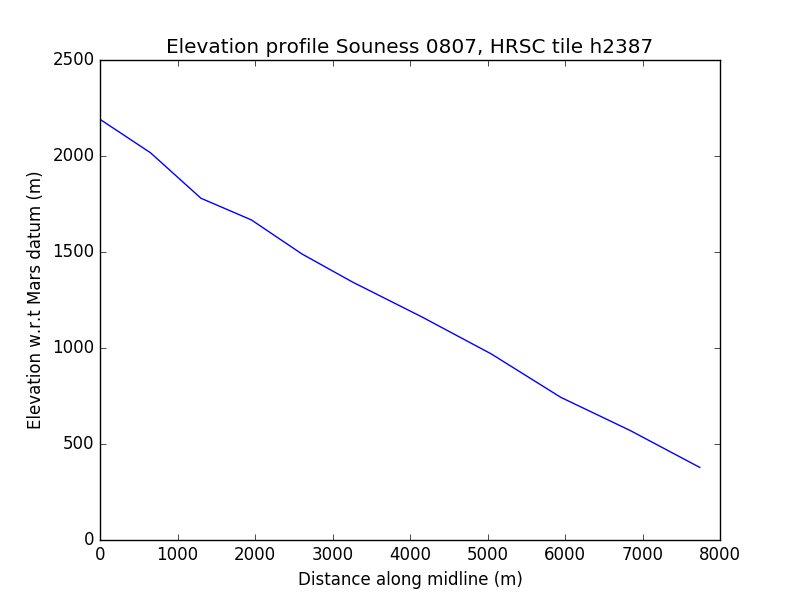 Elevation profile Souness 0807, HRSC tile h2387
2500
2000
1500
1000
500
0
0 1000 2000 3000 4000 5000 6000 7000 8000
Elevation w.r.t Mars datum (m)
Distance along midline (m)